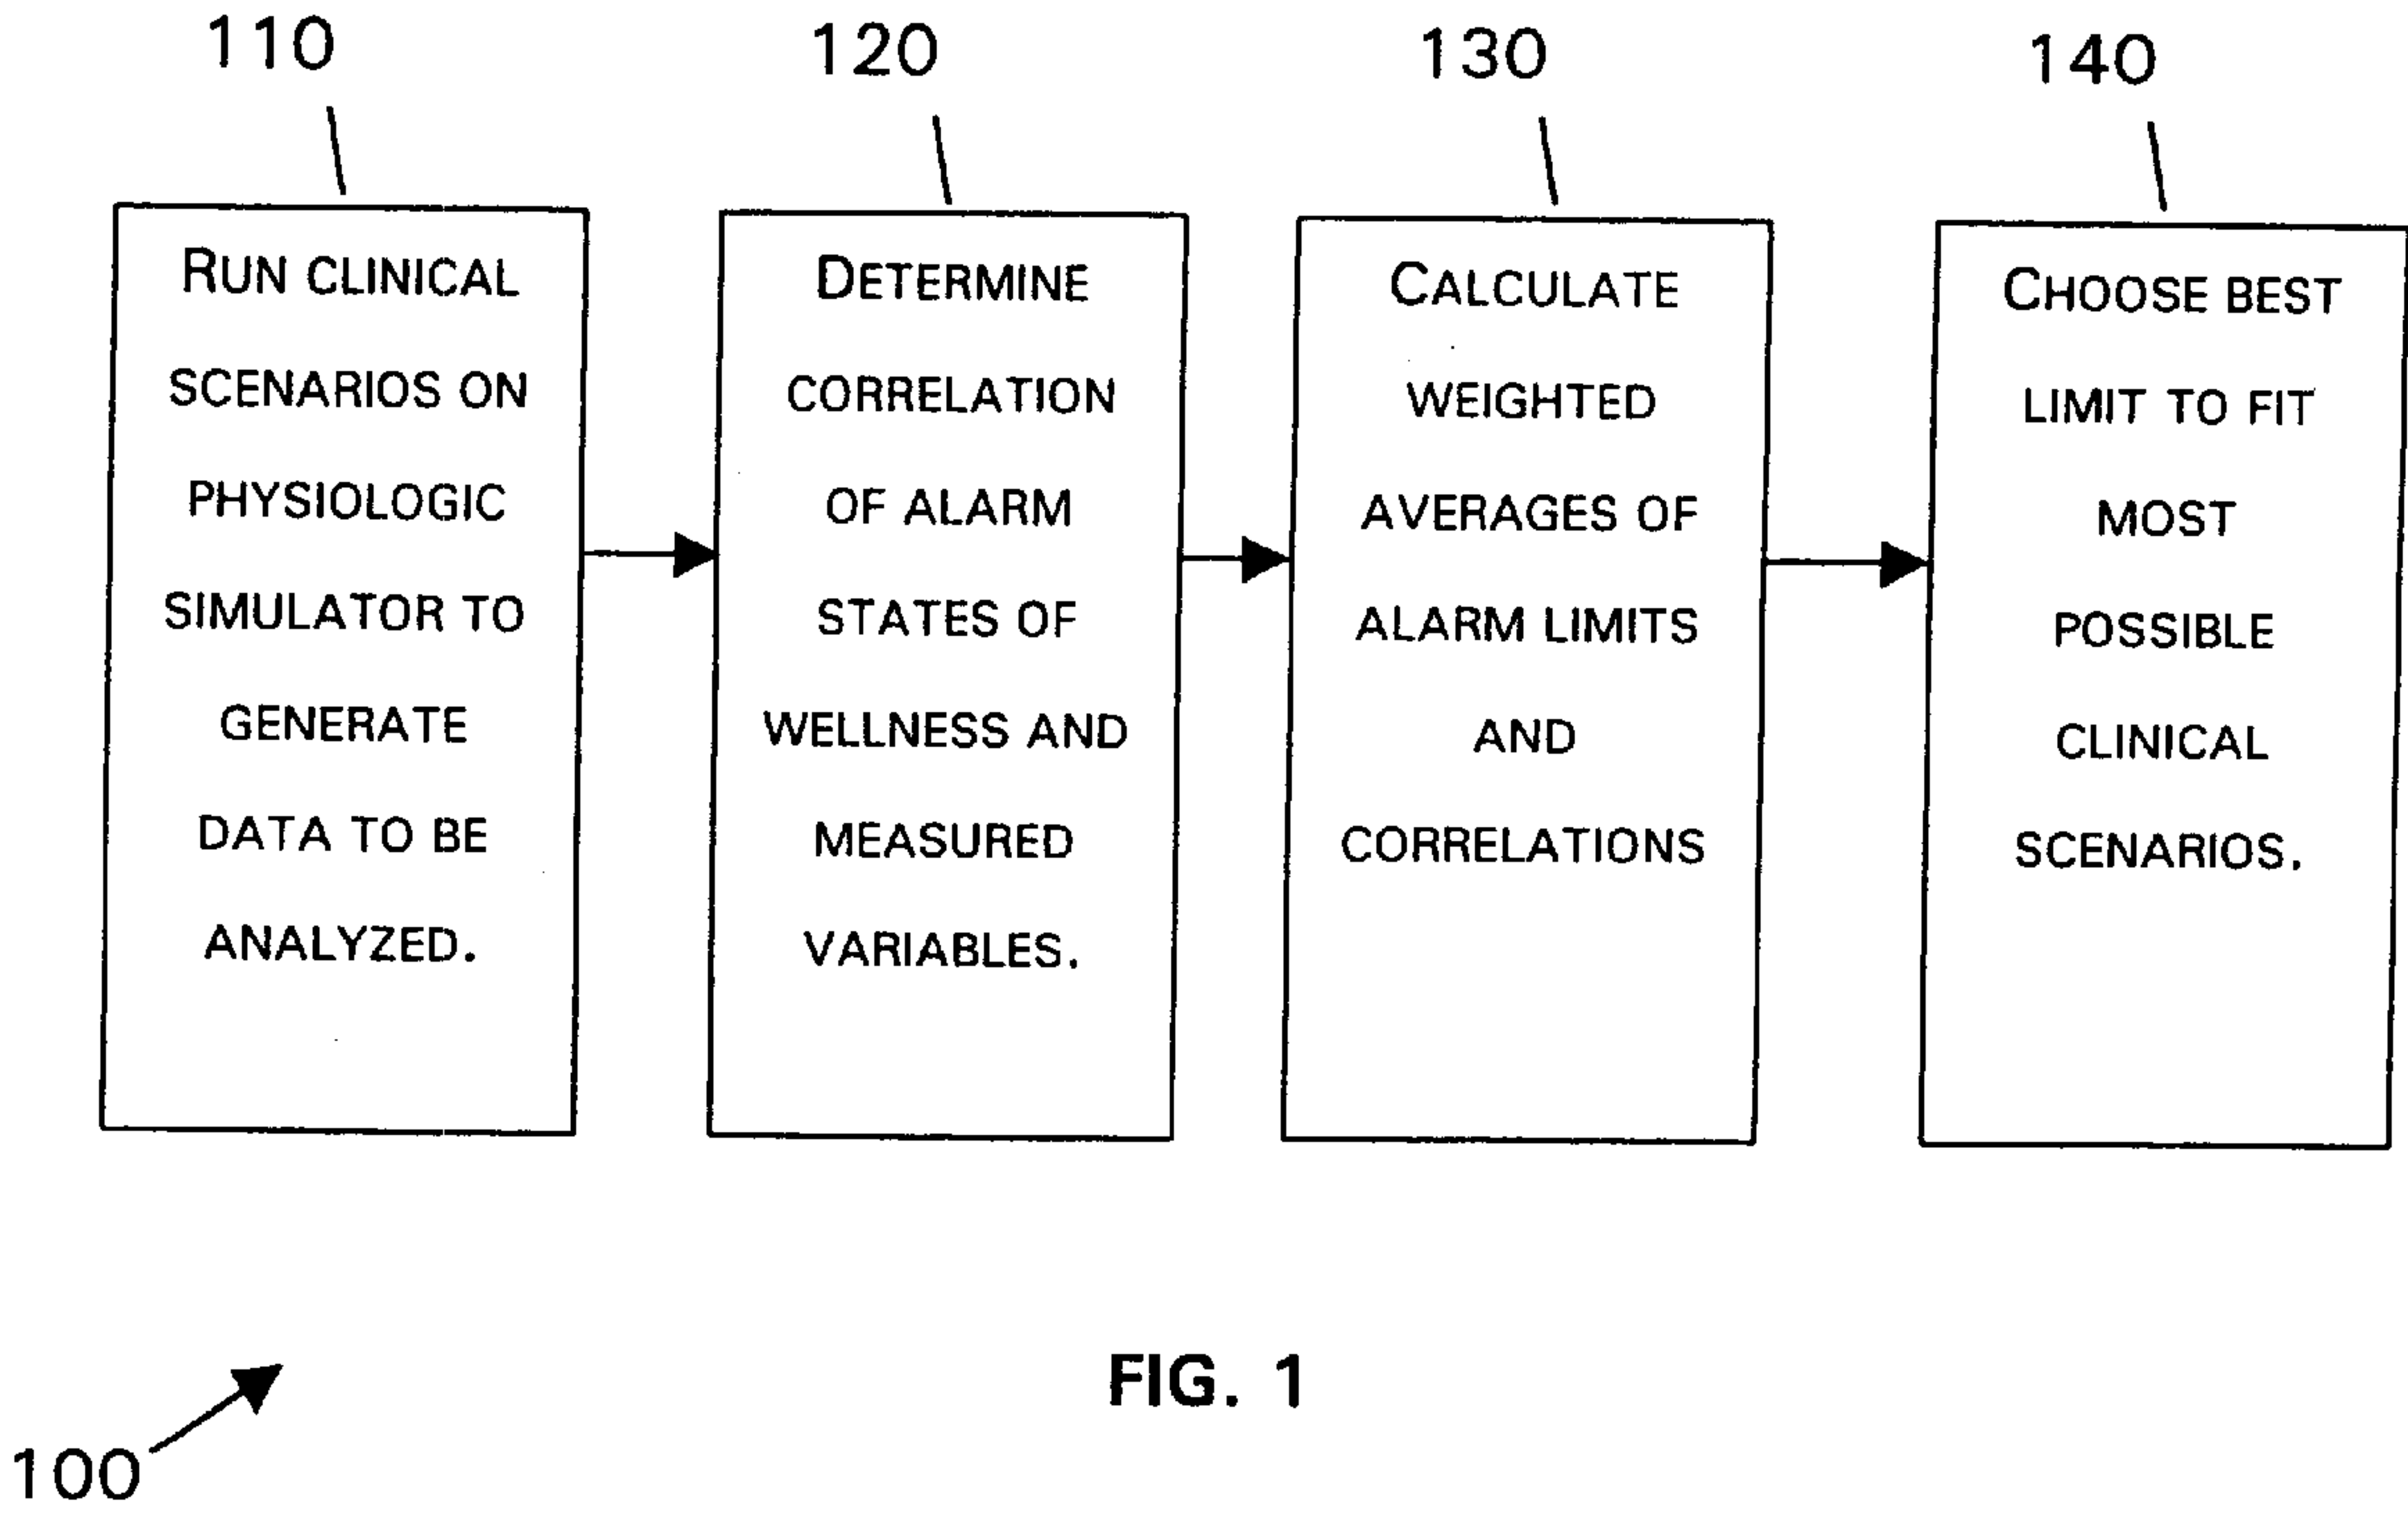 110
120
130
140
RUN CLINICAL
SCENARIOS ON
PHYSIOLOGIC
SIMULATOR TO
GENERATE
DATA TO BE
ANALYZED.
DETERMINE
CORRELATION
OF ALARM
STATES OF
WELLNESS AND
MEASURED
VARIABLES.
CALCULATE
WEIGHTED
AVERAGES OF
ALARM LIMITS
AND
CORRELATIONS
CHOOSE BEST
LIMIT TO FIT
MOST
POSSIBLE
CLINICAL
SCENARIOS.
FIG. 1
100